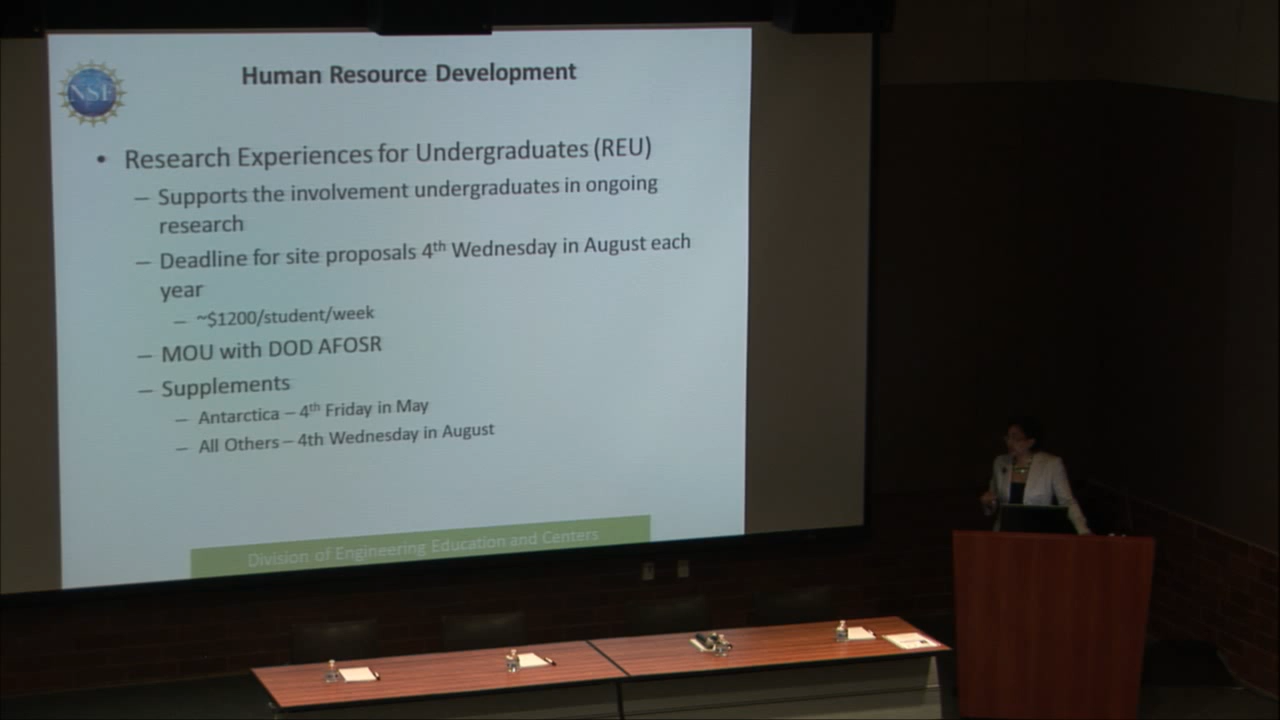 NSF
Human Resource Development
• Research Experiences for Undergraduates (REU)
– Supports the involvement undergraduates in ongoing
research
– Deadline for site proposals 4th Wednesday in August each
year
– ~$1200/student/week
– MOU with DOD AFOSR
– Supplements
– Antarctica – 4th Friday in May
– All Others – 4th Wednesday in August
Division of Engineering Education and Centers